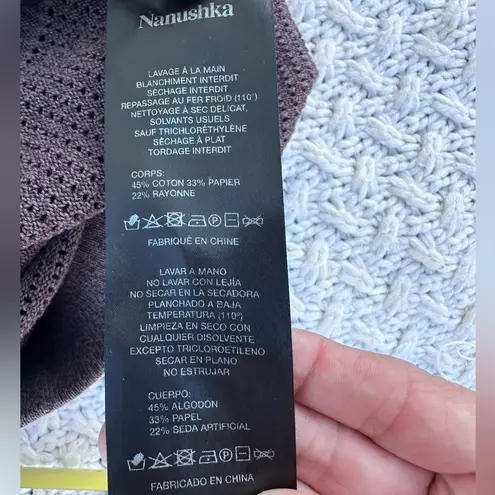 Nanushka
LAVAGE À LA MAIN
BLANCHIMENT INTERDIT
SÉCHAGE INTERDIT
REPASSAGE AU FER FROID (110˚)
NETTOYAGE À SEC DÉLICAT,
SOLVANTS USUELS
SAUF TRICHLORÉTHYLÈNE
SÉCHAGE À PLAT
TORDAGE INTERDIT
CORPS:
45% COTON 33% PAPIER
22% RAYONNE
FABRIQUÉ EN CHINE
LAVAR A MANO
NO LAVAR CON LEJÍA
NO SECAR EN LA SECADORA
PLANCHADO A BAJA
TEMPERATURA (110º)
LIMPIEZA EN SECO CON
CUALQUIER DISOLVENTE
EXCEPTO TRICLOROETILENO
SECAR EN PLANO
NO ESTRUJAR
CUERPO:
45% ALGODÓN
33% PAPEL
22% SEDA ARTIFICIAL
FABRICADO EN CHINA